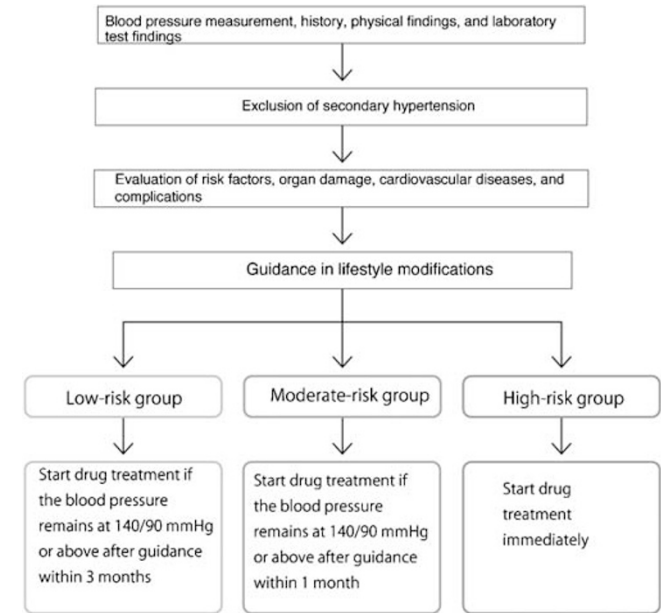 Blood pressure measurement, history, physical findings, and laboratory
test findings
Exclusion of secondary hypertension
Evaluation of risk factors, organ damage, cardiovascular diseases, and
complications
Guidance in lifestyle modifications
Low-risk group
Moderate-risk group
High-risk group
Start drug treatment if
the blood pressure
remains at 140/90 mmHg
or above after guidance
within 3 months
Start drug treatment if
the blood pressure
remains at 140/90 mmHg
or above after guidance
within 1 month
Start drug
treatment
immediately